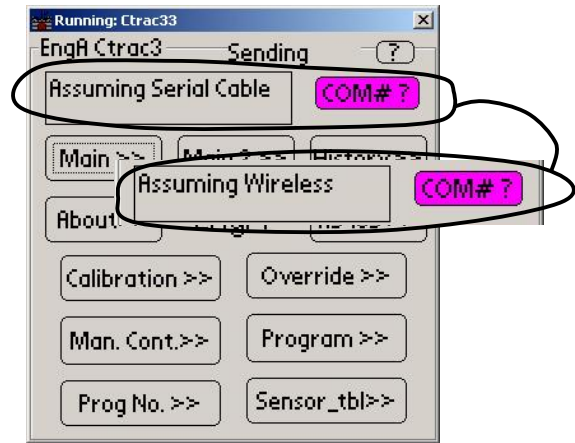 Running: Ctrac33
EngA Ctrac3 Sending ?
Assuming Serial Cable COM# ?
Main >>
Assuming Wireless COM# ?
About
Calibration >> Override >>
Man. Cont.>> Program >>
Prog No. >> Sensor_tbl>>